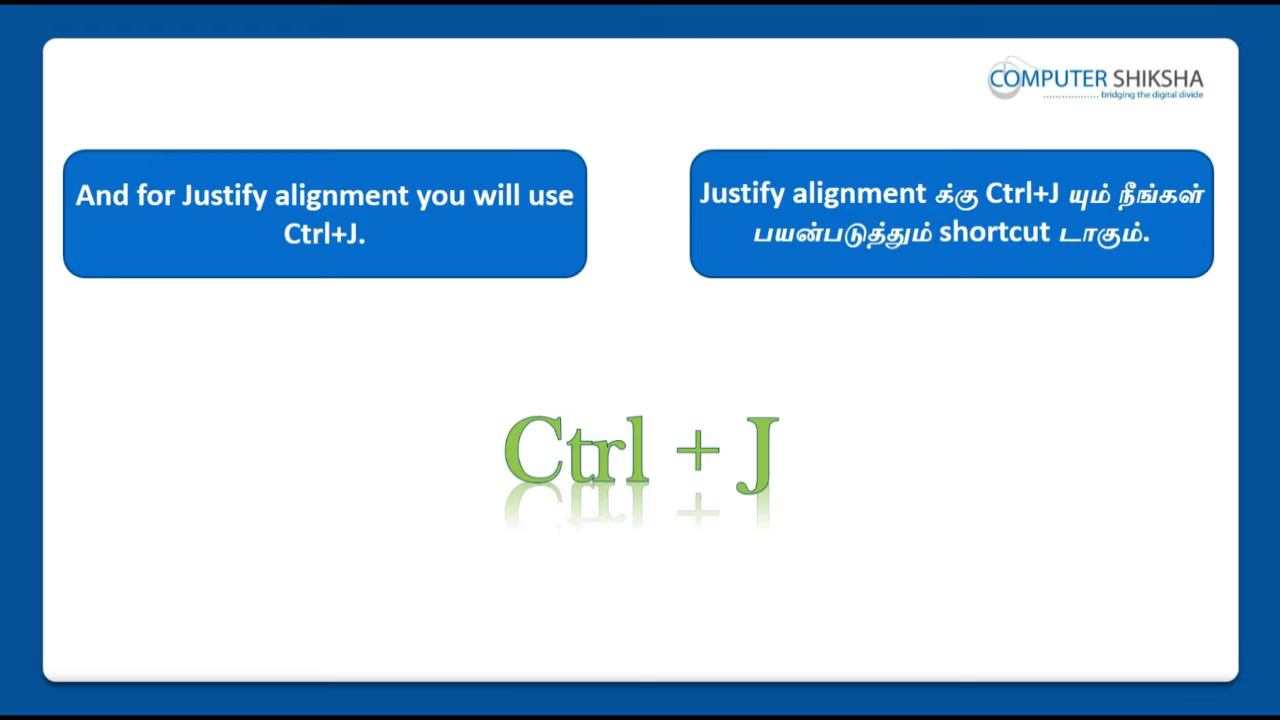 COMPUTER SHIKSHA
bridging the digital divide
And for Justify alignment you will use
Ctrl+J.
Justify alignment க்கு Ctrl+J யும் நீங்கள்
பயன்படுத்தும் shortcut டாகும்.
Ctrl + J